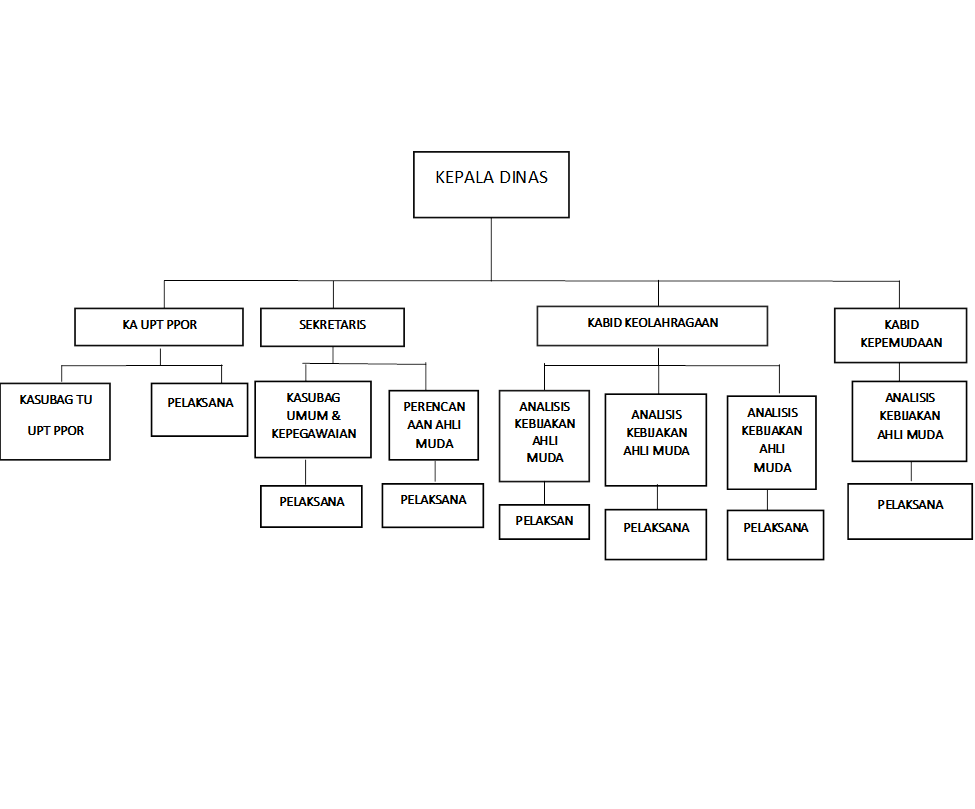 KEPALA DINAS
KA UPT PPOR
SEKRETARIS
KABID KEOLAHRAGAAN
KABID
KEPEMUDAAN
KASUBAG TU
UPT PPOR
PELAKSANA
KASUBAG
UMUM &
KEPEGAWAIAN
PERENCAN
AAN AHLI
MUDA
ANALISIS
KEBIJAKAN
AHLI
MUDA
ANALISIS
KEBIJAKAN
AHLI MUDA
ANALISIS
KEBIJAKAN
AHLI
MUDA
ANALISIS
KEBIJAKAN
AHLI MUDA
PELAKSANA
PELAKSANA
PELAKSAN
PELAKSANA
PELAKSANA
PELAKSANA